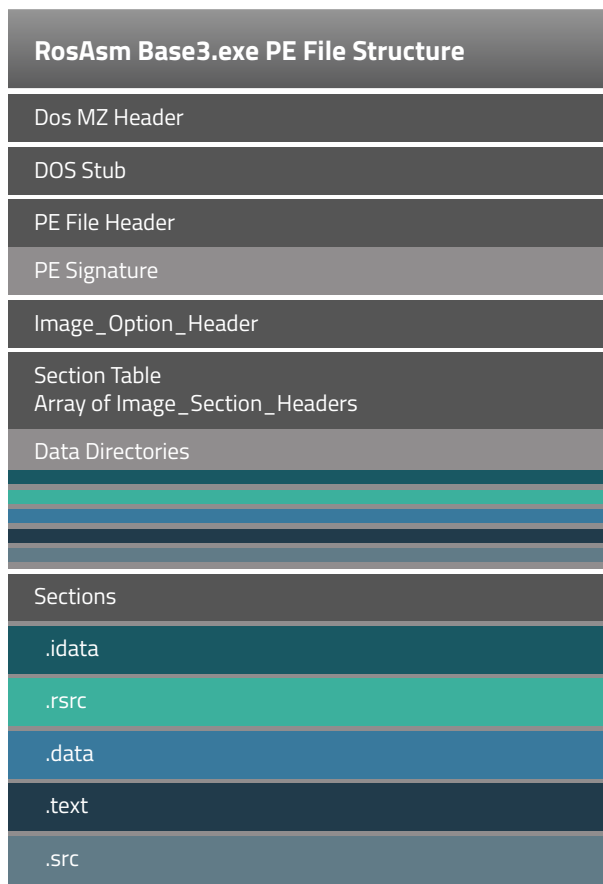 RosAsm Base3.exe PE File Structure
Dos MZ Header
DOS Stub
PE File Header
PE Signature
Image_Option_Header
Section Table
Array of Image_Section_Headers
Data Directories
Sections
.idata
.rsrc
.data
.text
.src